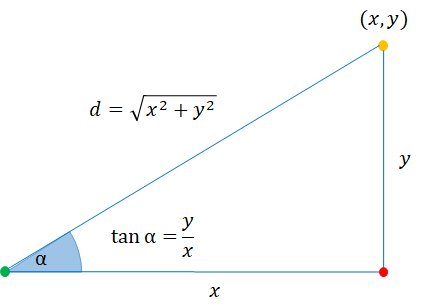 (x, y)
d = √(x² + y²)
y
tan α = y/x
α
x